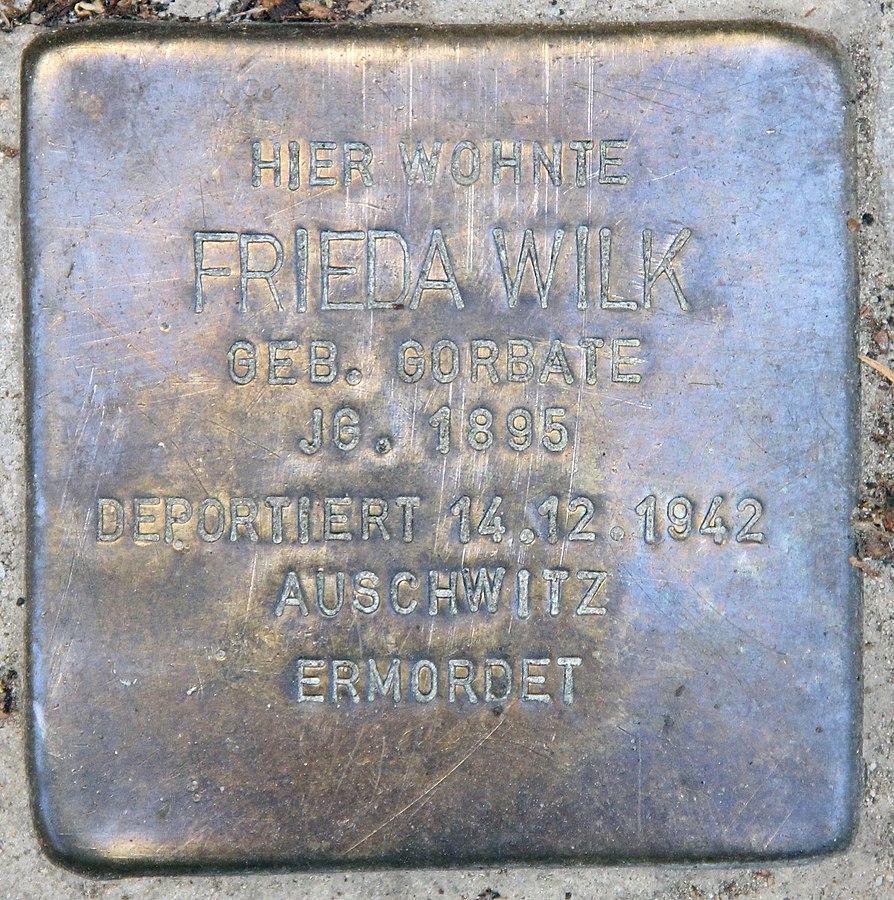 HIER WOHNTE
FRIEDA WILK
GEB. GORBATE
JG. 1895
DEPORTIERT 14.12.1942
AUSCHWITZ
ERMORDET